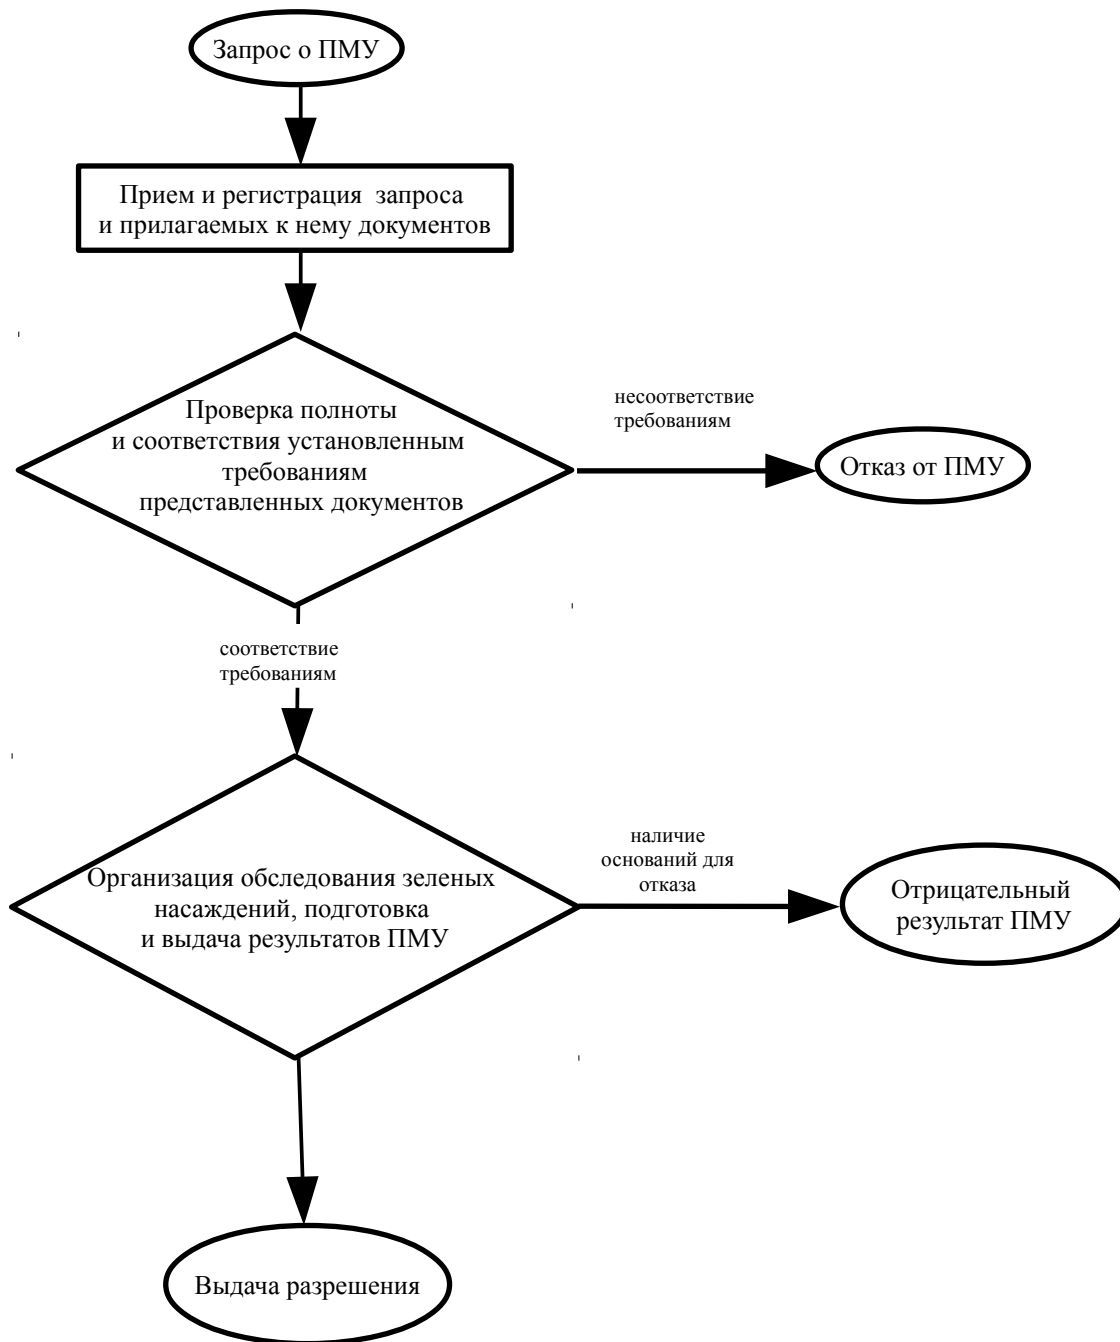 Запрос о ПМУ
Прием и регистрация  запроса
и прилагаемых к нему документов
Проверка полноты
и соответствия установленным
требованиям
представленных документов
несоответствие
требованиям
Отказ от ПМУ
соответствие
требованиям
Организация обследования зеленых
насаждений, подготовка
и выдача результатов ПМУ
наличие
оснований для
отказа
Отрицательный
результат ПМУ
Выдача разрешения